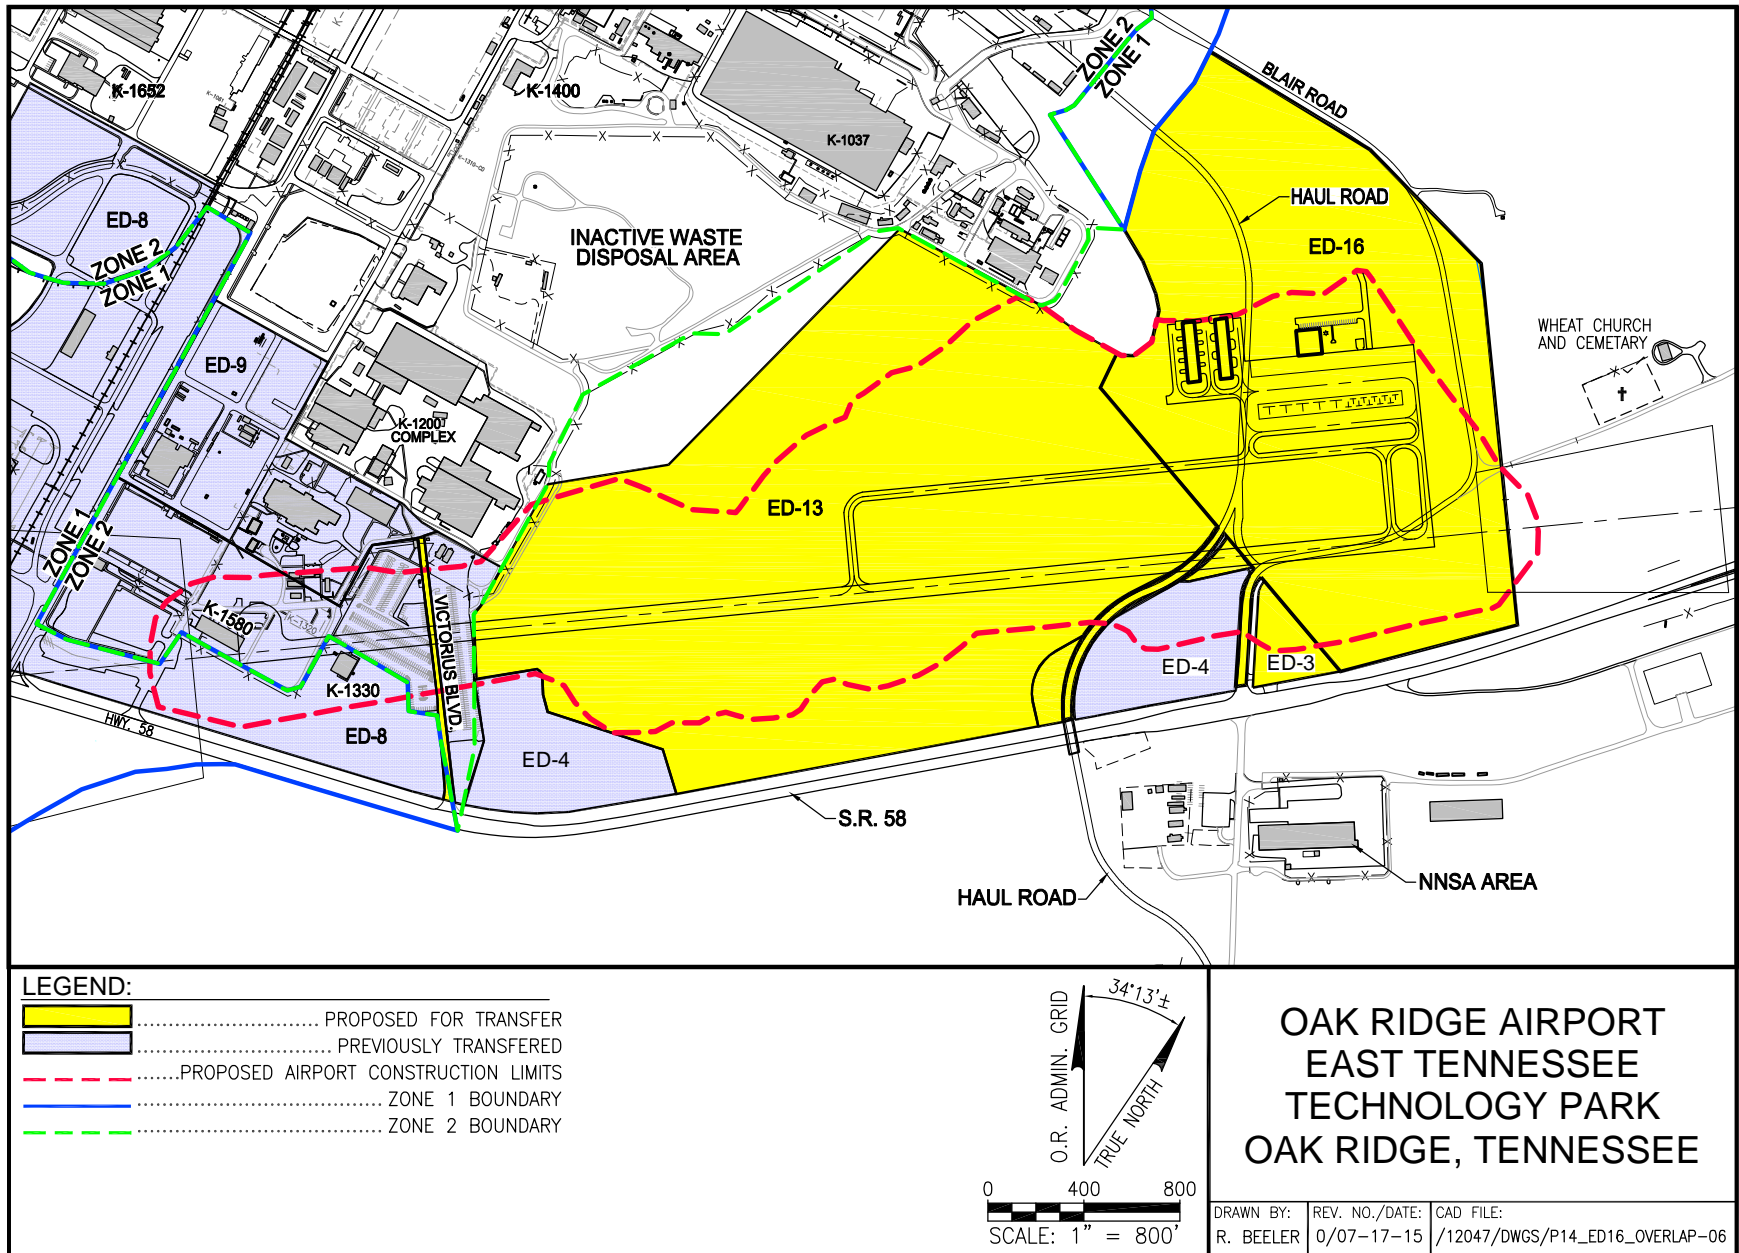 ZONE 2
ZONE 1
BLAIR ROAD
K-1652
K-1400
K-1037
K-1310-C0
HAUL ROAD
ED-8
INACTIVE WASTE
DISPOSAL AREA
ED-16
ZONE 2
ZONE 1
WHEAT CHURCH
AND CEMETARY
ED-9
K-1200
COMPLEX
ED-13
ZONE 1
ZONE 2
K-1580
K-1320
VICTORIUS BLVD.
ED-4
ED-3
K-1330
HWY. 58
ED-8
ED-4
S.R. 58
HAUL ROAD
NNSA AREA
LEGEND:
PROPOSED FOR TRANSFER
PREVIOUSLY TRANSFERED
PROPOSED AIRPORT CONSTRUCTION LIMITS
ZONE 1 BOUNDARY
ZONE 2 BOUNDARY
O.R. ADMIN. GRID
34°13'±
TRUE NORTH
0 400 800
SCALE: 1" = 800'
OAK RIDGE AIRPORT
EAST TENNESSEE
TECHNOLOGY PARK
OAK RIDGE, TENNESSEE
DRAWN BY:
R. BEELER
REV. NO./DATE:
0/07-17-15
CAD FILE:
/12047/DWGS/P14_ED16_OVERLAP-06